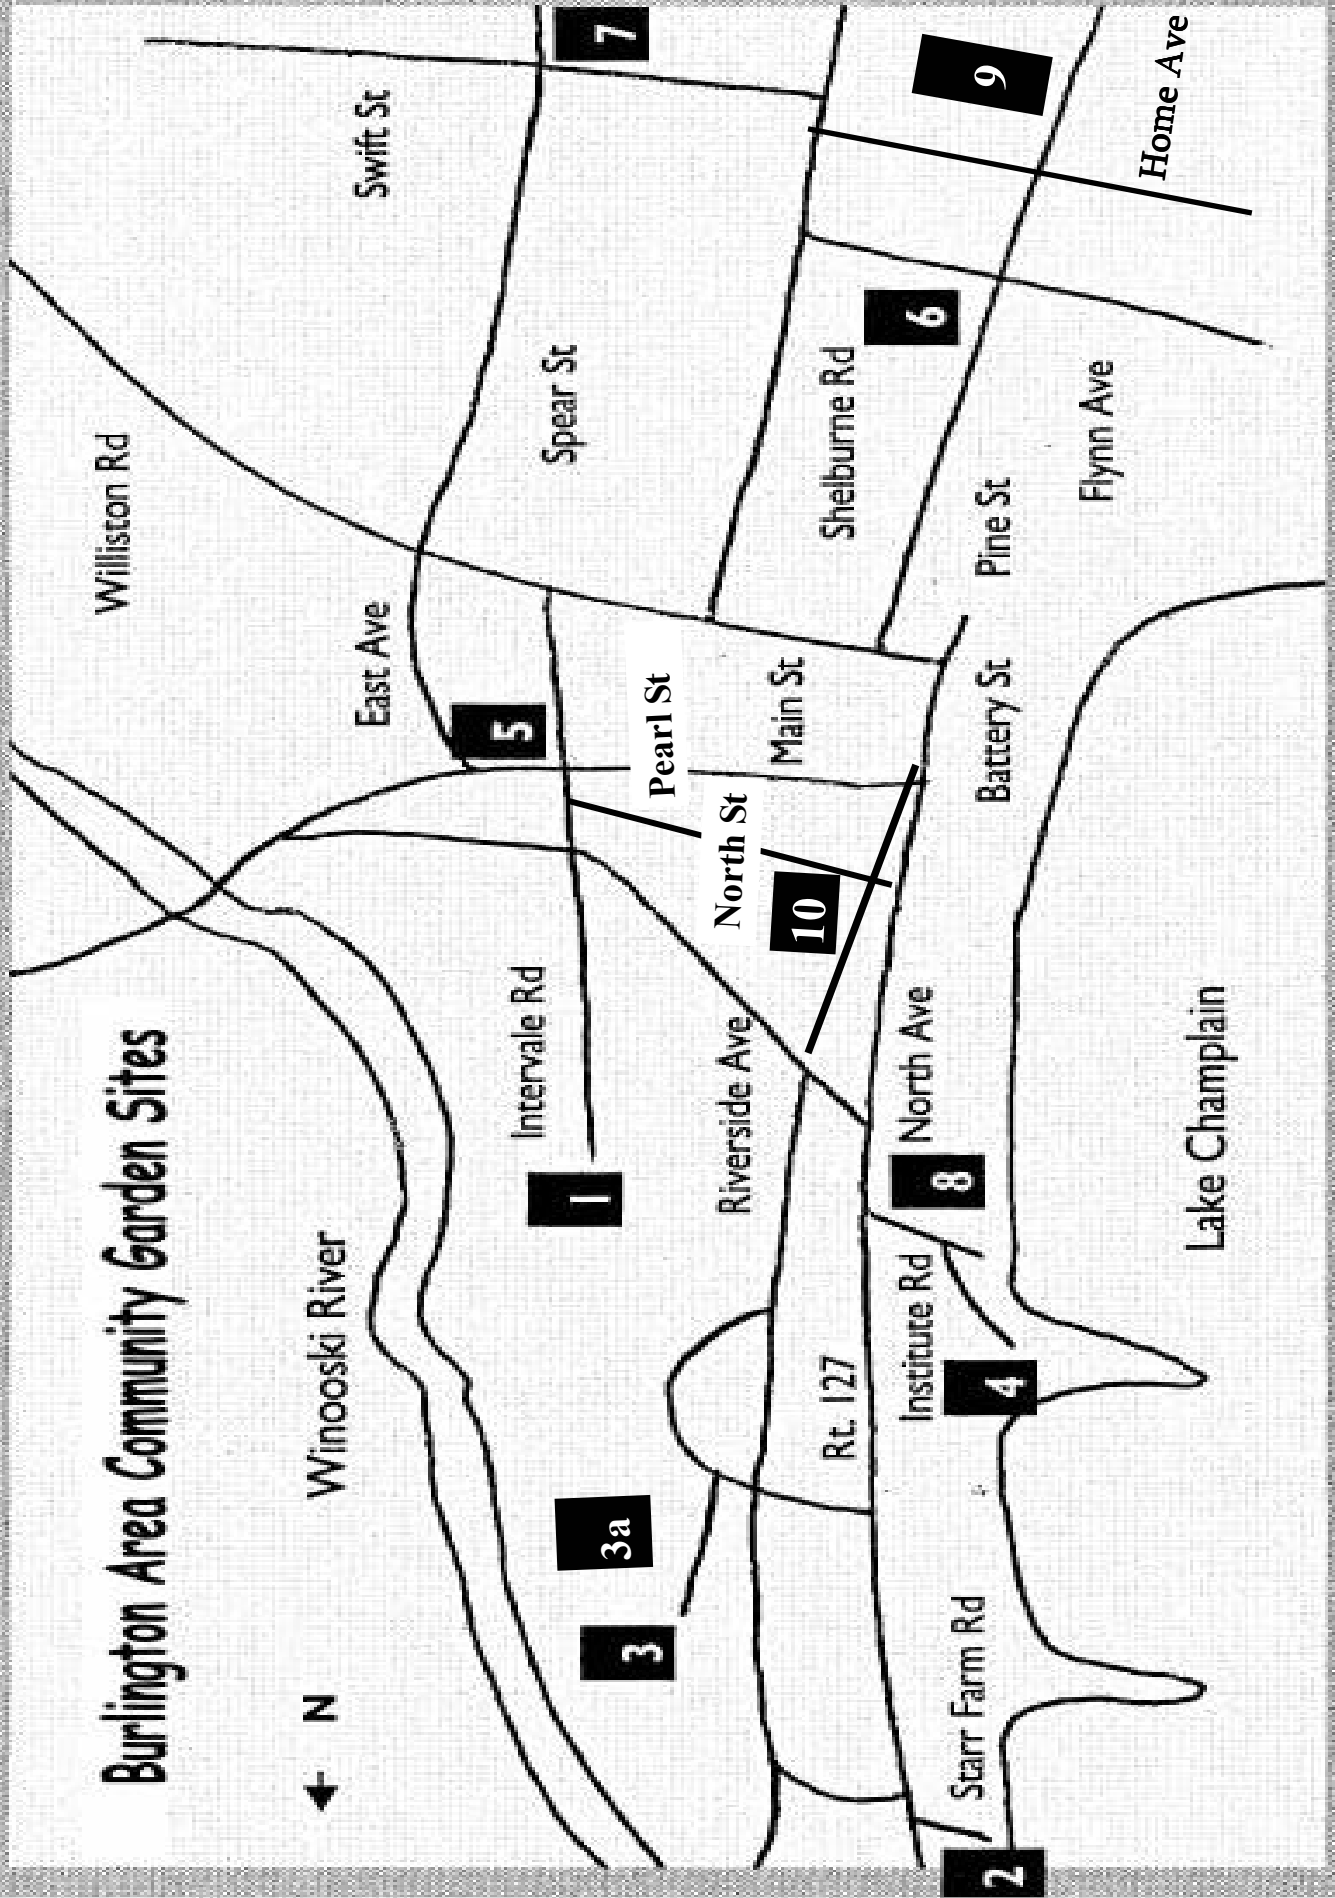 Burlington Area Community Garden Sites
N
Winooski River
Williston Rd
Swift St
East Ave
Intervale Rd
Spear St
5
7
1
3a
3
Pearl St
North St
Riverside Ave
Main St
10
Rt. 127
Shelburne Rd
6
9
North Ave
8
Institute Rd
4
Starr Farm Rd
2
Battery St
Pine St
Flynn Ave
Home Ave
Lake Champlain